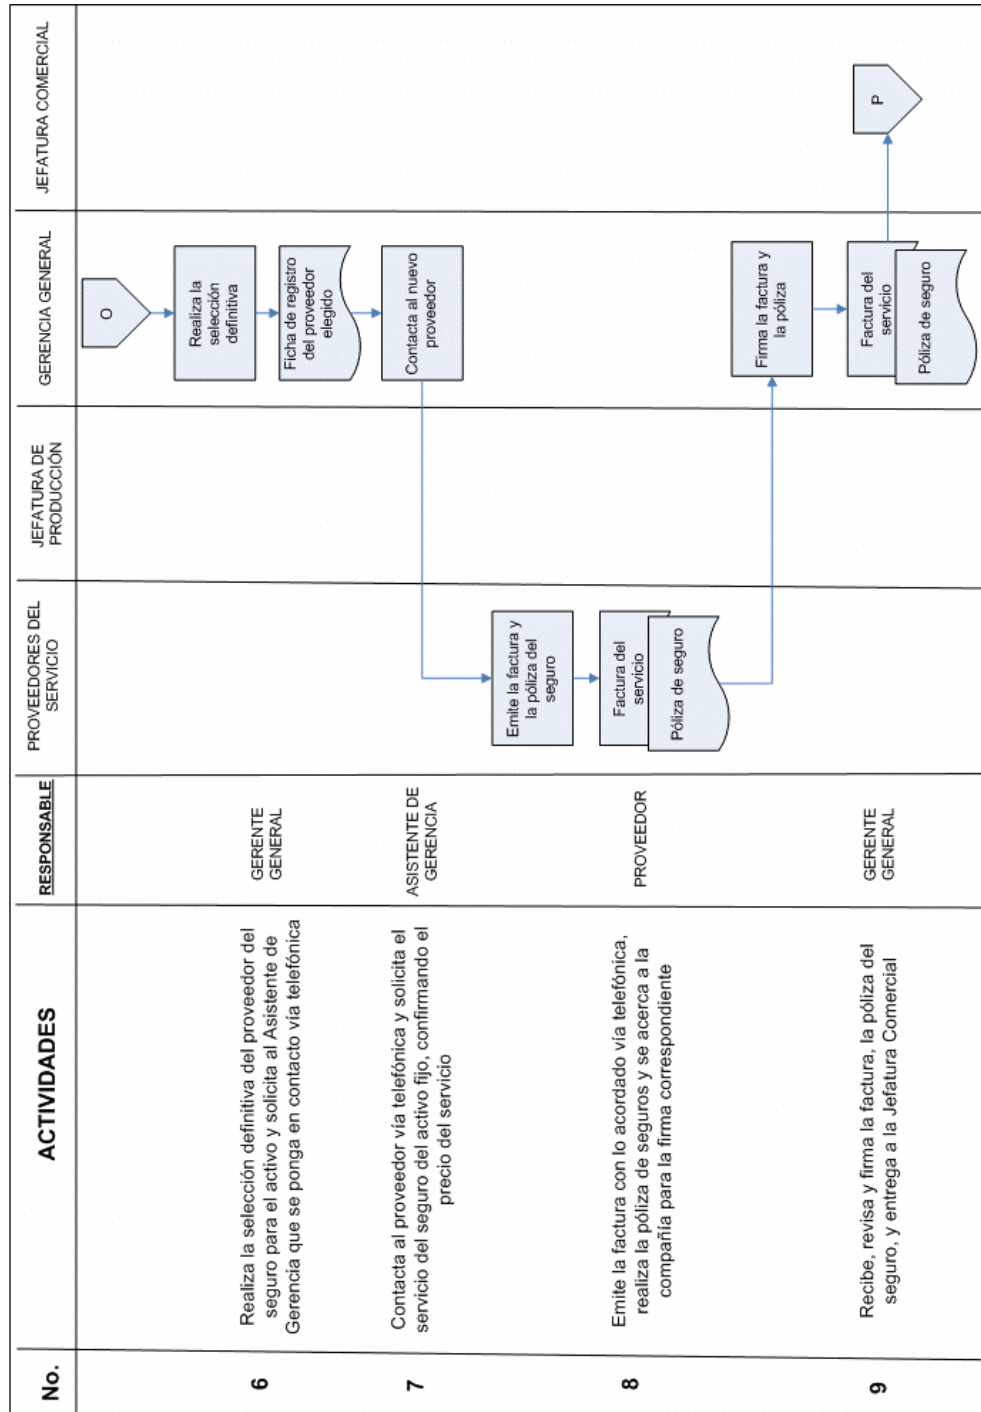 No.
ACTIVIDADES
RESPONSABLE
PROVEEDORES DEL
SERVICIO
JEFATURA DE
PRODUCCIÓN
GERENCIA GENERAL
JEFATURA COMERCIAL
O
6
Realiza la selección definitiva del proveedor del
seguro para el activo y solicita al Asistente de
Gerencia que se ponga en contacto vía telefónica
GERENTE
GENERAL
Realiza la
selección
definitiva
Ficha de registro
del proveedor
elegido
7
Contacta al proveedor vía telefónica y solicita el
servicio del seguro del activo fijo, confirmando el
precio del servicio
ASISTENTE DE
GERENCIA
Contacta al nuevo
proveedor
8
Emite la factura con lo acordado vía telefónica,
realiza la póliza de seguros y se acerca a la
compañía para la firma correspondiente
PROVEEDOR
Emite la factura y
la póliza del
seguro
Factura del
servicio
Póliza de seguro
9
Recibe, revisa y firma la factura, la póliza del
seguro, y entrega a la Jefatura Comercial
GERENTE
GENERAL
Firma la factura y
la póliza
Factura del
servicio
Póliza de seguro
P